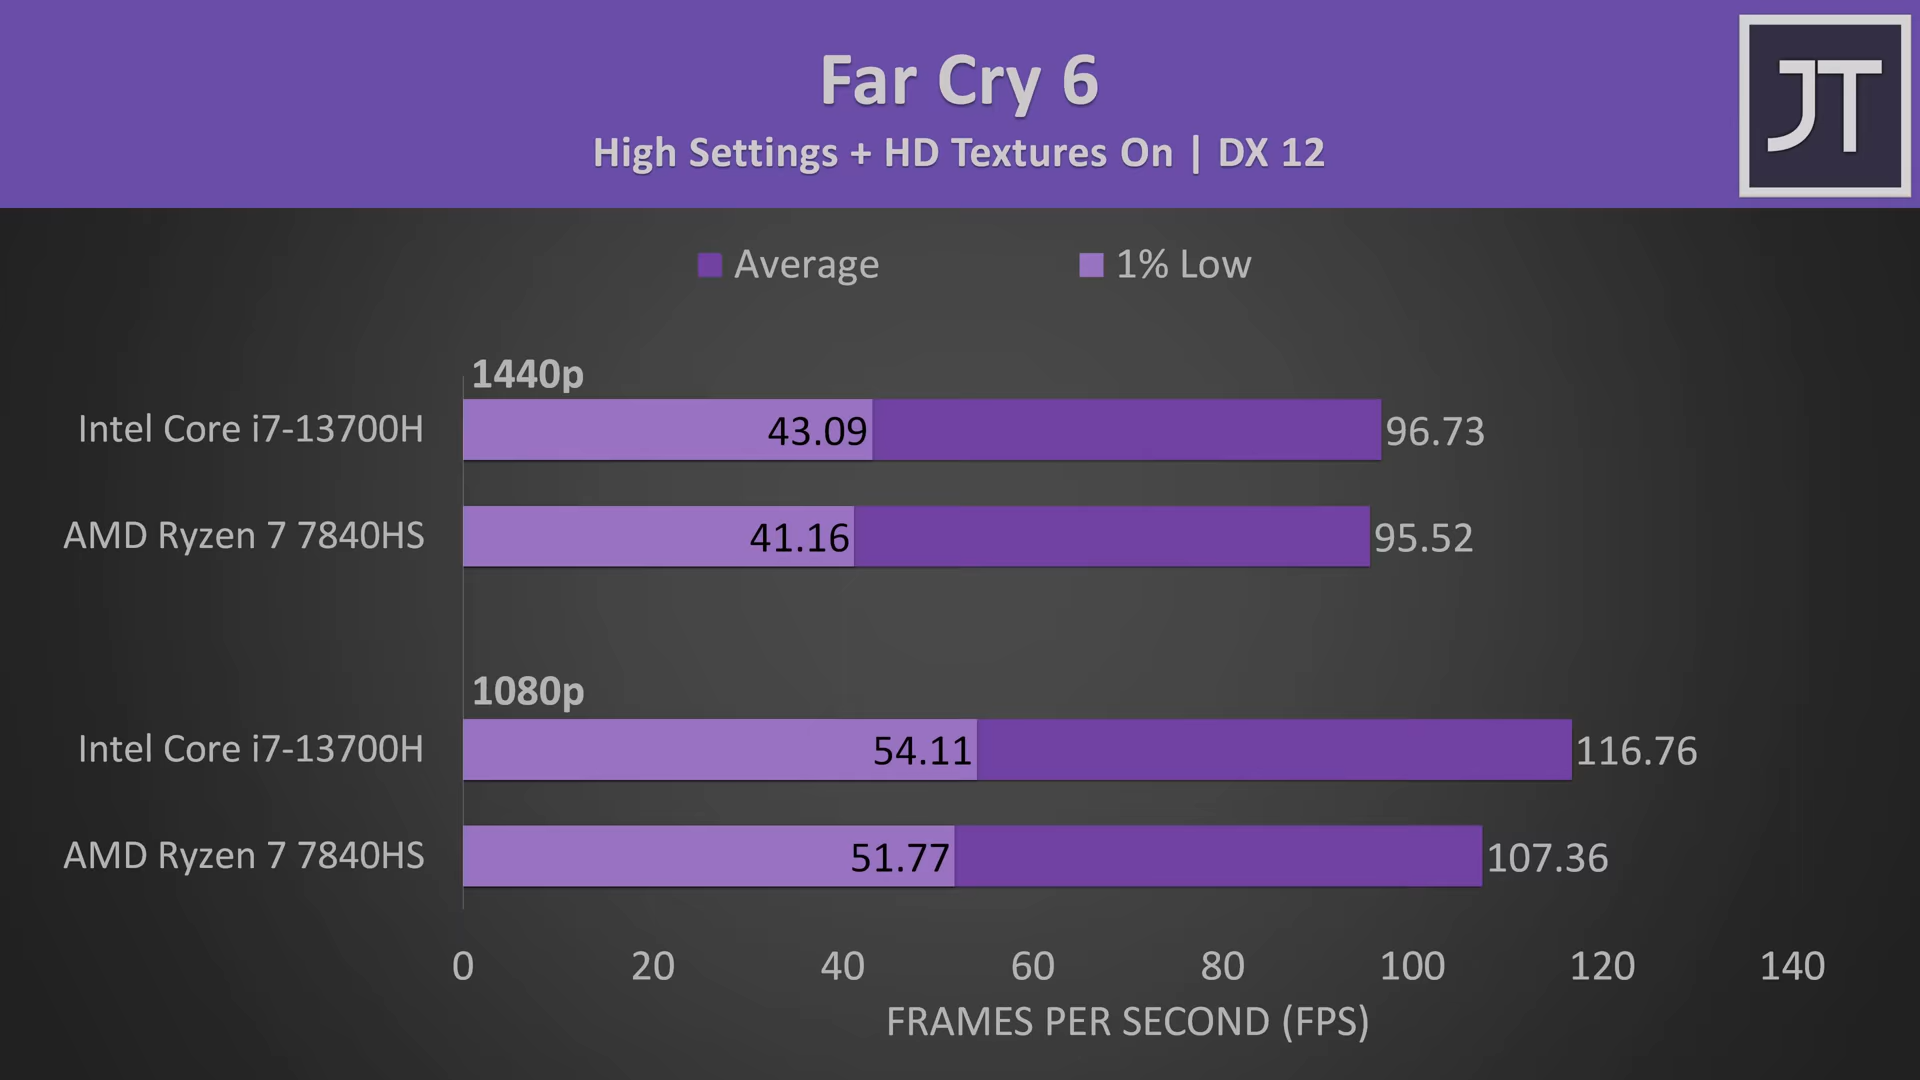 Far Cry 6
High Settings + HD Textures On | DX 12
JT
Average
1% Low
1440p
Intel Core i7-13700H
43.09
96.73
AMD Ryzen 7 7840HS
41.16
95.52
1080p
Intel Core i7-13700H
54.11
116.76
AMD Ryzen 7 7840HS
51.77
107.36
0 20 40 60 80 100 120 140
FRAMES PER SECOND (FPS)